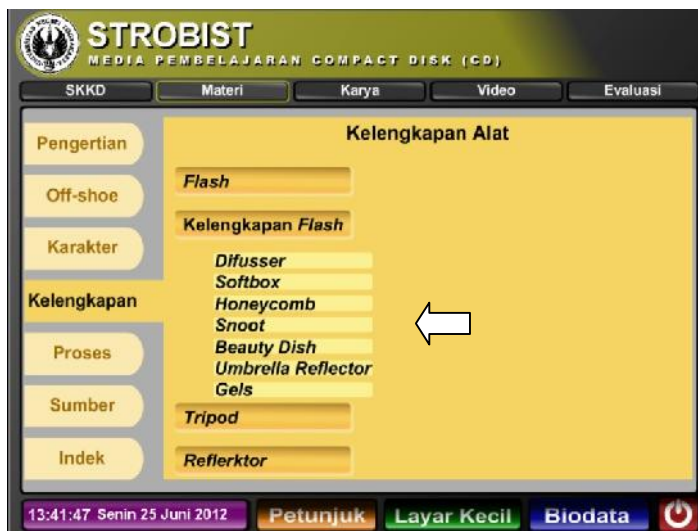 STROBIST
MEDIA PEMBELAJARAN COMPACT DISK (CD)
SKKD Materi Karya Video Evaluasi
Kelengkapan Alat
Pengertian
Off-shoe
Karakter
Kelengkapan
Proses
Sumber
Indek
Flash
Kelengkapan Flash
Difusser
Softbox
Honeycomb
Snoot
Beauty Dish
Umbrella Reflector
Gels
Tripod
Reflerktor
13:41:47 Senin 25 Juni 2012 Petunjuk Layar Kecil Biodata